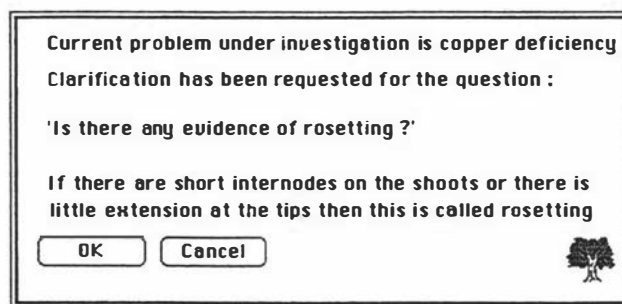 Current problem under investigation is copper deficiency
Clarification has been requested for the question :
'Is there any evidence of rosetting ?'
If there are short internodes on the shoots or there is
little extension at the tips then this is called rosetting
OK Cancel